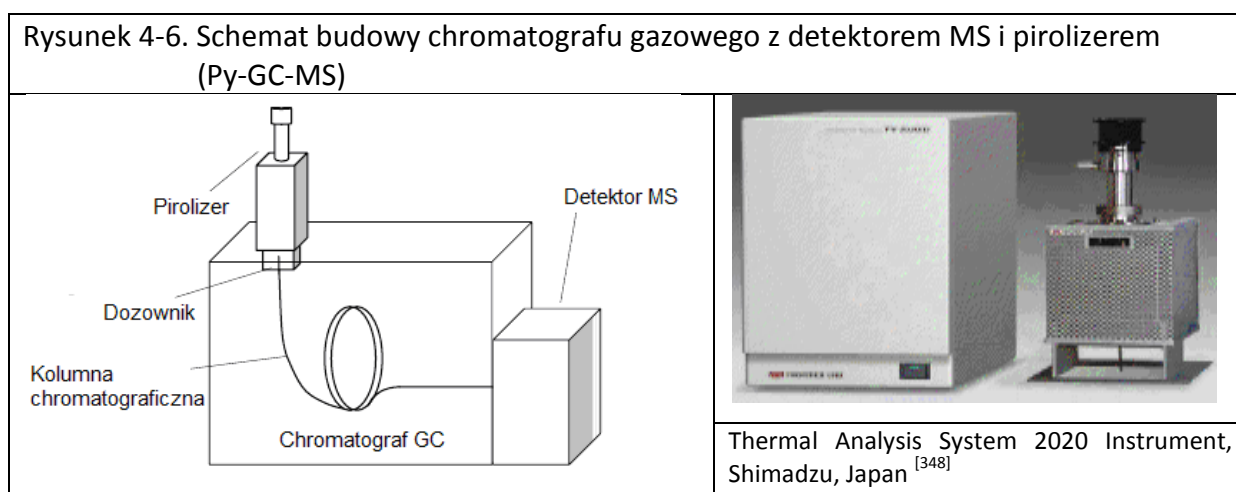 Rysunek 4-6. Schemat budowy chromatografu gazowego z detektorem MS i pirolizerem
(Py-GC-MS)
Pirolizer
Detektor MS
Dozownik
Kolumna
chromatograficzna
Chromatograf GC
Thermal Analysis System 2020 Instrument,
Shimadzu, Japan [348]